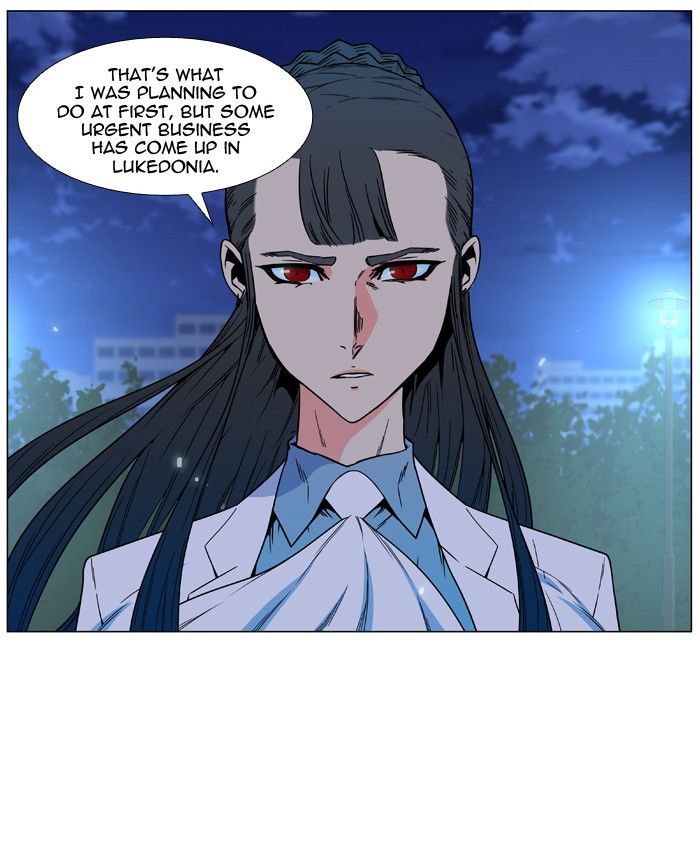 THAT'S WHAT
I WAS PLANNING TO
DO AT FIRST, BUT SOME
URGENT BUSINESS
HAS COME UP IN
LUKEDONIA.